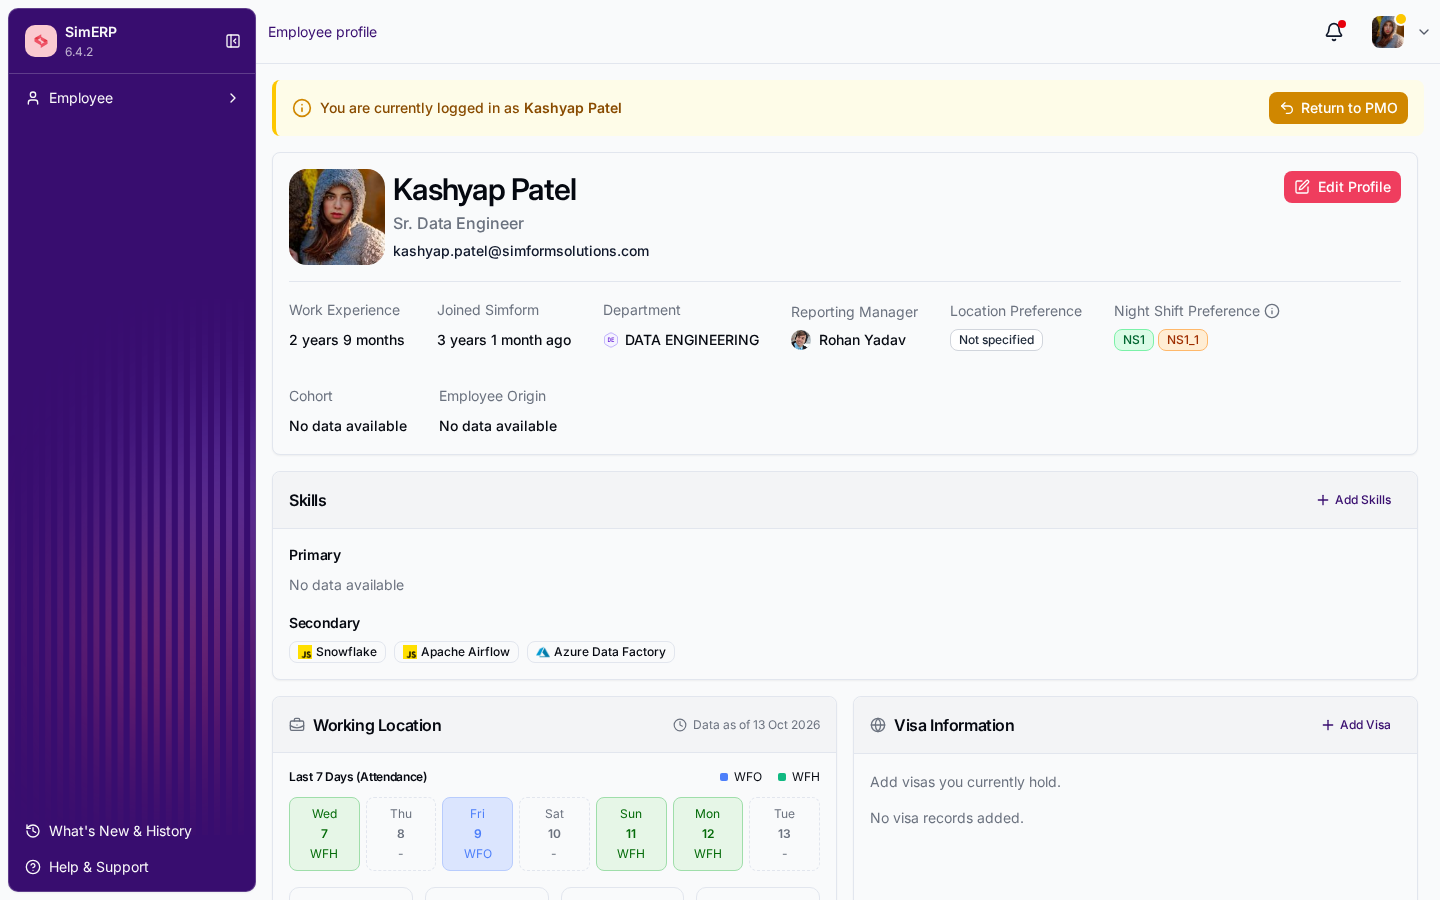 SimERP
6.4.2
Employee
What's New & History
Help & Support
Employee profile
You are currently logged in as Kashyap Patel
Return to PMO
Kashyap Patel
Sr. Data Engineer
kashyap.patel@simformsolutions.com
Edit Profile
Work Experience
2 years 9 months
Joined Simform
3 years 1 month ago
Department
DE DATA ENGINEERING
Reporting Manager
Rohan Yadav
Location Preference
Not specified
Night Shift Preference
NS1 NS1_1
Cohort
No data available
Employee Origin
No data available
Skills
Add Skills
Primary
No data available
Secondary
JS Snowflake JS Apache Airflow Azure Data Factory
Working Location
Data as of 13 Oct 2026
Last 7 Days (Attendance)
WFO WFH
Wed Thu Fri Sat Sun Mon Tue
7 8 9 10 11 12 13
WFH - WFO - WFH WFH -
Visa Information
Add Visa
Add visas you currently hold.
No visa records added.